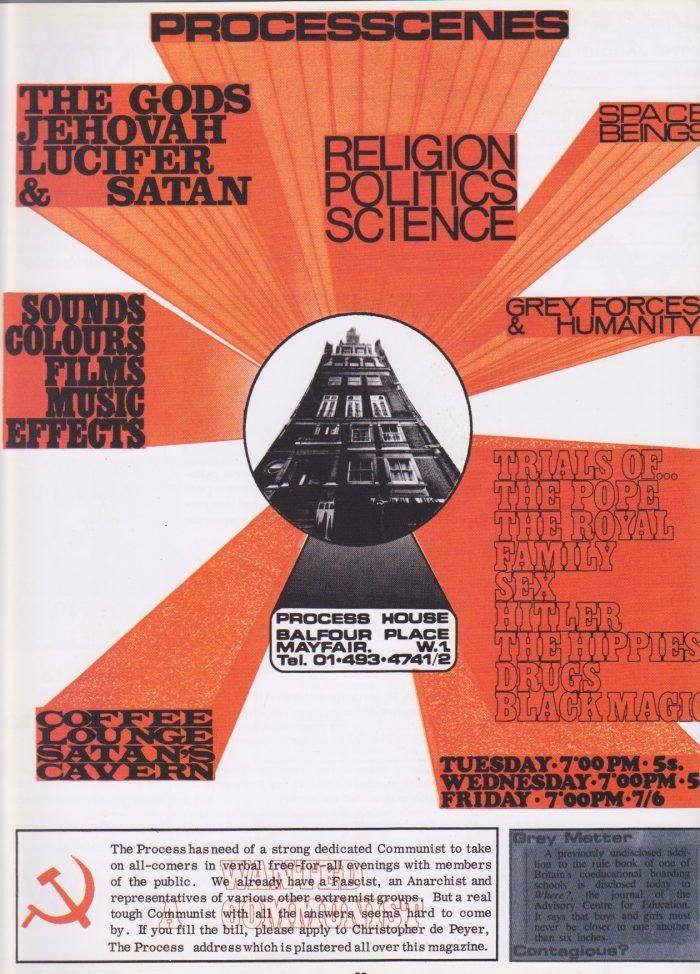 PROCESSCENES
THE GODS
JEHOVAH
LUCIFER
& SATAN
RELIGION
POLITICS
SCIENCE
SPACE
BEINGS
SOUNDS
COLOURS
FILMS
MUSIC
EFFECTS
GREY FORCES
& HUMANITY
TRIALS OF...
THE POPE
THE ROYAL
FAMILY
SEX
HITLER
THE HIPPIES
DRUGS
BLACK MAGIC
PROCESS HOUSE
BALFOUR PLACE
MAYFAIR. W.1.
Tel. 01•493•4741/2
COFFEE
LOUNGE
SATAN'S
CAVERN
TUESDAY•7'00PM•5s.
WEDNESDAY•7'00PM•5
FRIDAY•7'00PM•7/6
The Process has need of a strong dedicated Communist to take
on all-comers in verbal free-for-all evenings with members
of the public. We already have a Fascist, an Anarchist and
representatives of various other extremist groups. But a real
tough Communist with all the answers seems hard to come
by. If you fill the bill, please apply to Christopher de Peyer,
The Process address which is plastered all over this magazine.
WANTED
A COMMUNIST
Grey Matter
A previously undisclosed addi-
tion to the rule book of one of
Britain's coeducational boarding
schools is disclosed today in
Where?, the journal of the
Advisory Centre for Education.
It says that boys and girls must
never be closer to one another
than six inches.
Contagious?